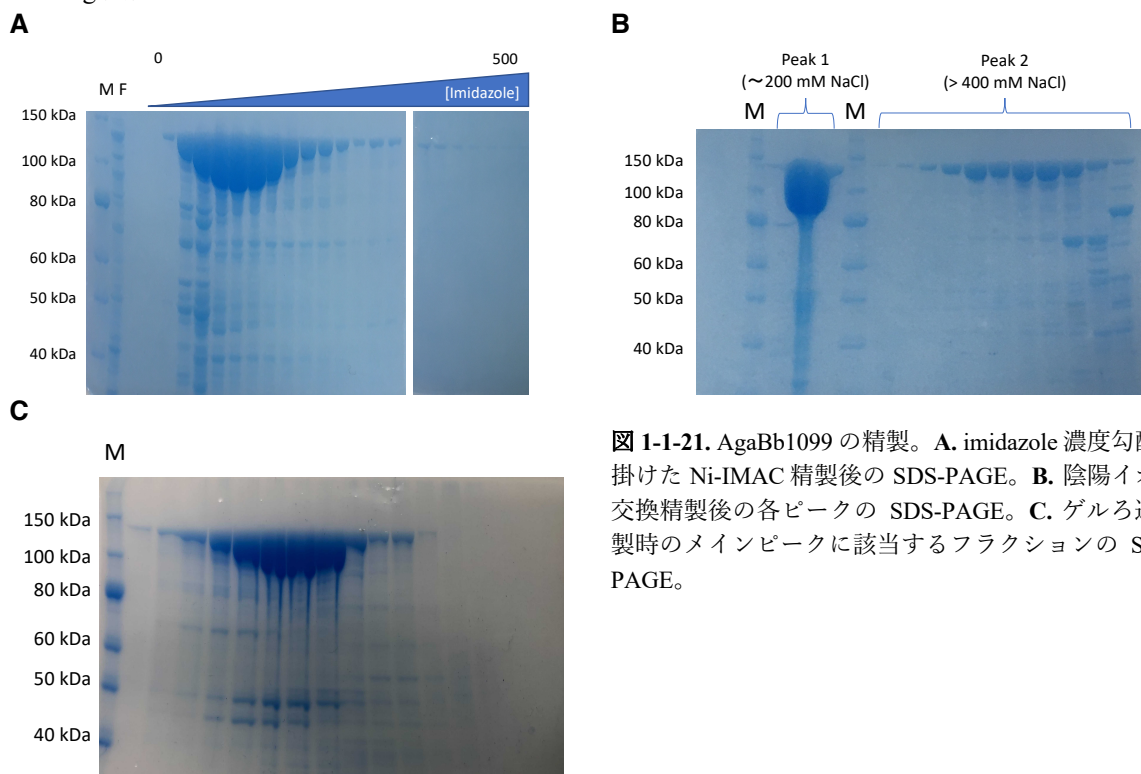 A
0
500
M F
[Imidazole]
150 kDa
100 kDa
80 kDa
60 kDa
50 kDa
40 kDa
B
Peak 1
(~200 mM NaCl)
Peak 2
(> 400 mM NaCl)
M
M
150 kDa
100 kDa
80 kDa
60 kDa
50 kDa
40 kDa
C
M
150 kDa
100 kDa
80 kDa
60 kDa
50 kDa
40 kDa
図 1-1-21. AgaBb1099 の精製。A. imidazole 濃度勾
掛けた Ni-IMAC 精製後の SDS-PAGE。B. 陰陽イ
交換精製後の各ピークの SDS-PAGE。C. ゲルろ
製時のメインピークに該当するフラクションの S
PAGE。